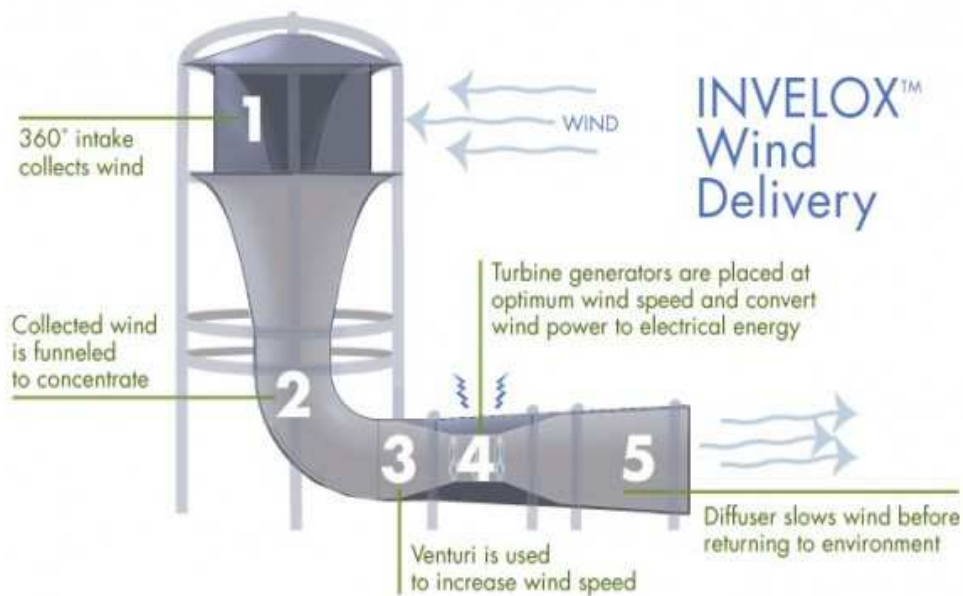 INVELOX™
Wind
Delivery
WIND
1
360° intake
collects wind
Turbine generators are placed at
optimum wind speed and convert
wind power to electrical energy
Collected wind
is funneled
to concentrate
2
3
4
5
Diffuser slows wind before
returning to environment
Venturi is used
to increase wind speed